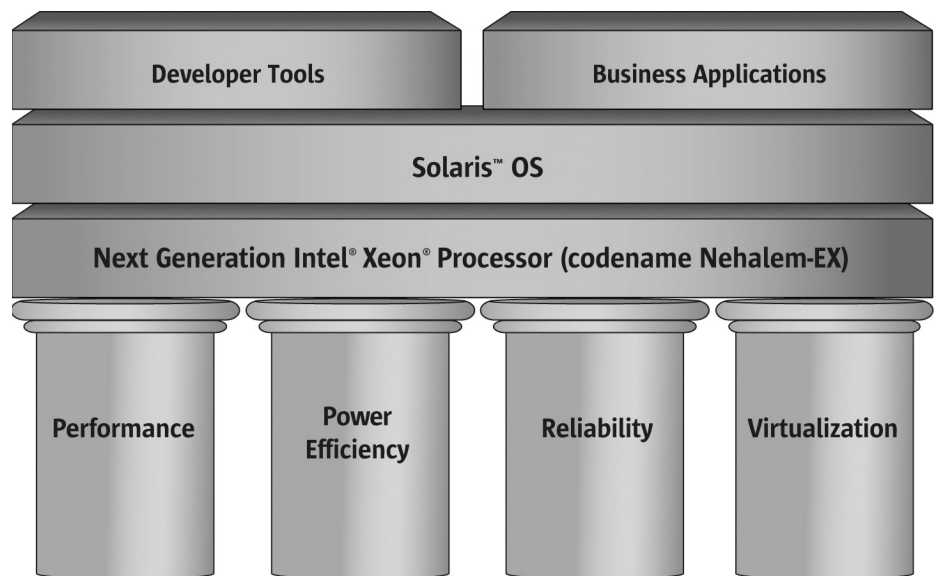 Developer Tools
Business Applications
Solaris™ OS
Next Generation Intel® Xeon® Processor (codename Nehalem-EX)
Performance
Power
Efficiency
Reliability
Virtualization